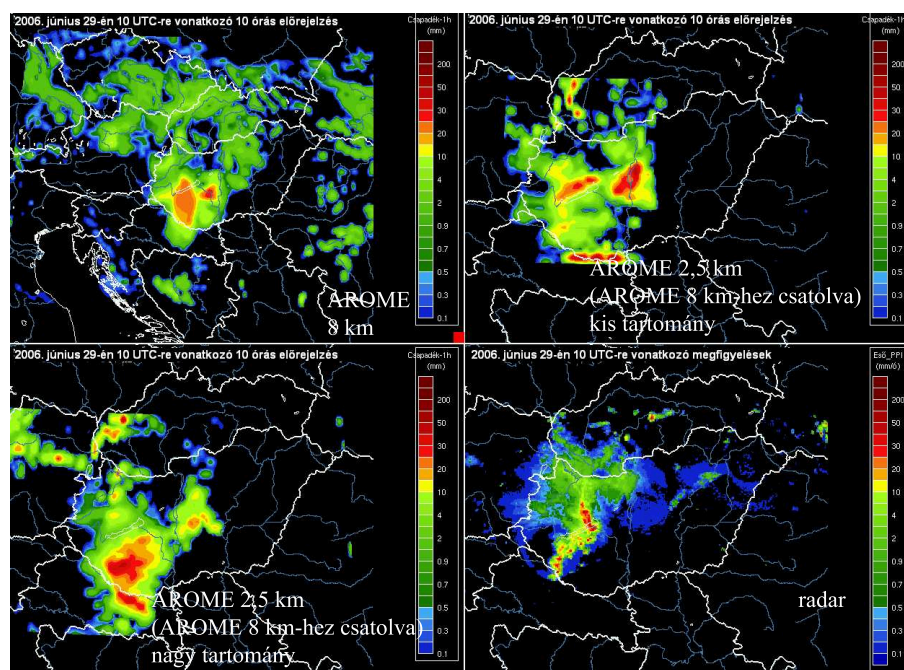 2006. június 29-én 10 UTC-re vonatkozó 10 órás előrejelzés
Csapadék-1h
(mm)
200
50
30
20
10
4
2
0.9
0.7
0.5
0.3
0.1
AROME
8 km
2006. június 29-én 10 UTC-re vonatkozó 10 órás előrejelzés
Csapadék-1h
(mm)
200
50
30
20
10
4
2
0.9
0.7
0.5
0.3
0.1
AROME 2,5 km
(AROME 8 km-hez csatolva)
kis tartomány
2006. június 29-én 10 UTC-re vonatkozó 10 órás előrejelzés
Csapadék-1h
(mm)
200
50
30
20
10
4
2
0.9
0.7
0.5
0.3
0.1
AROME 2,5 km
(AROME 8 km-hez csatolva)
nagy tartomány
2006. június 29-én 10 UTC-re vonatkozó megfigyelések
Eső_PPI
(mm/ó)
200
50
30
20
10
4
2
0.9
0.7
0.5
0.3
0.1
radar